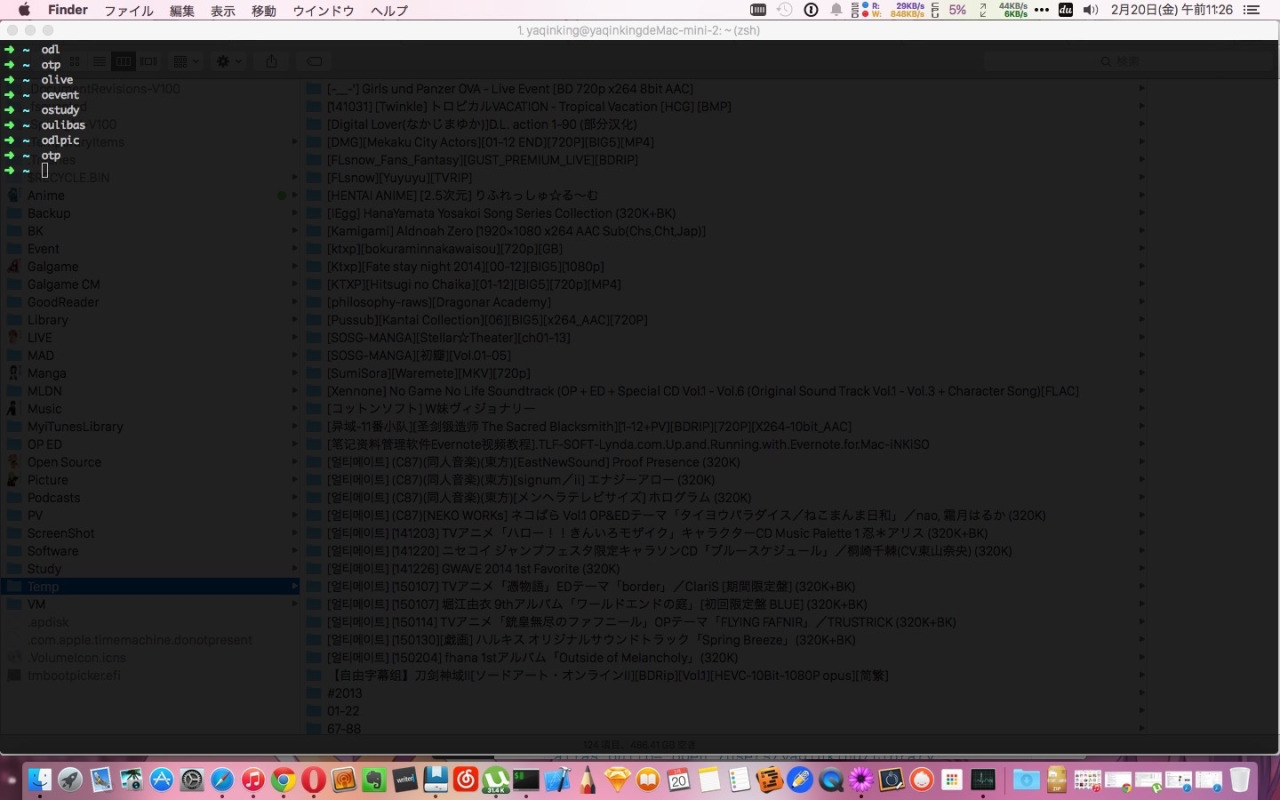 Finder ファイル 編集 表示 移動 ウインドウ ヘルプ
R: 29KB/s
W: 848KB/s
5%
44KB/s
6KB/s
du
2月20日(金) 午前11:26
1. yaqinking@yaqinkingdeMac-mini-2: ~ (zsh)
➜ ~ odl
➜ ~ otp
➜ ~ olive
➜ ~ oevent
➜ ~ ostudy
➜ ~ oulibas
➜ ~ odlpic
➜ ~ otp
➜ ~
検索
.DocumentRevisions-V100
$RECYCLE.BIN
Anime
Backup
BK
Event
Galgame
Galgame CM
GoodReader
Library
LIVE
MAD
Manga
MLDN
Music
MyiTunesLibrary
OP ED
Open Source
Picture
Podcasts
PV
ScreenShot
Software
Study
Temp
VM
.epdisk
.com.apple.timemachine.donotpresent
.VolumeIcon.icns
tmbootpicker.efi
[-__-'] Girls und Panzer OVA - Live Event [BD 720p x264 8bit AAC]
[141031] [Twinkle] トロピカルVACATION - Tropical Vacation [HCG] [BMP]
[Digital Lover(なかじまゆか)]D.L. action 1-90 (部分汉化)
[DMG][Mekaku City Actors][01-12 END][720P][BIG5][MP4]
[FLsnow_Fans_Fantasy][GUST_PREMIUM_LIVE][BDRIP]
[FLsnow][Yuyuyu][TVRIP]
[HENTAI ANIME] [2.5次元] りふれっしゅ☆る〜む
[IEgg] HanaYamata Yosakoi Song Series Collection (320K+BK)
[Kamigami] Aldnoah Zero [1920×1080 x264 AAC Sub(Chs,Cht,Jap)]
[ktxp][bokuraminnakawaisou][720p][GB]
[Ktxp][Fate stay night 2014][00-12][BIG5][1080p]
[KTXP][Hitsugi no Chaika][01-12][BIG5][720p][MP4]
[philosophy-raws][Dragonar Academy]
[Pussub][Kantai Collection][06][BIG5][x264_AAC][720P]
[SOSG-MANGA][Stellar☆Theater][ch01-13]
[SOSG-MANGA][初瓣][Vol.01-05]
[SumiSora][Waremete][MKV][720p]
[Xennone] No Game No Life Soundtrack (OP + ED + Special CD Vol.1 - Vol.6 (Original Sound Track Vol.1 - Vol.3 + Character Song)[FLAC]
[コットンソフト] W妹ヴィジョナリー
[异域-11番小队][圣剑锻造师 The Sacred Blacksmith][1-12+PV][BDRIP][720P][X264-10bit_AAC]
[笔记资料管理软件Evernote视频教程].TLF-SOFT-Lynda.com.Up.and.Running.with.Evernote.for.Mac-iNKiSO
[얼티메이트] (C87)(同人音楽)(東方)[EastNewSound] Proof Presence (320K)
[얼티메이트] (C87)(同人音楽)(東方)[signum／ii] エナジーアロー (320K)
[얼티메이트] (C87)(同人音楽)(東方)[メンヘラテレビサイズ] ホログラム (320K)
[얼티메이트] (C87)[NEKO WORKs] ネコぱら Vol.1 OP&EDテーマ「タイヨウパラダイス／ねこまんま日和」／nao, 霜月はるか (320K)
[얼티메이트] [141203] TVアニメ「ハロー！！きんいろモザイク」キャラクターCD Music Palette 1 忍＊アリス (320K+BK)
[얼티메이트] [141220] ニセコイ ジャンプフェスタ限定キャラソンCD「ブルースケジュール」／桐崎千棘(CV.東山奈央) (320K+BK)
[얼티메이트] [141226] GWAVE 2014 1st Favorite (320K)
[얼티메이트] [150107] TVアニメ「憑物語」EDテーマ「border」／ClariS [期間限定盤] (320K+BK)
[얼티메이트] [150107] 堀江由衣 9thアルバム「ワールドエンドの庭」[初回限定盤 BLUE] (320K+BK)
[얼티메이트] [150114] TVアニメ「銃皇無尽のファフニール」OPテーマ「FLYING FAFNIR」／TRUSTRICK (320K+BK)
[얼티메이트] [150130][戯画] ハルキス オリジナルサウンドトラック「Spring Breeze」(320K+BK)
[얼티메이트] [150204] fhana 1stアルバム「Outside of Melancholy」(320K)
【自由字幕组】刀剑神域II[ソードアート・オンラインII][BDRip][Vol.1][HEVC-10Bit-1080P opus][简繁]
#2013
01-22
67-88